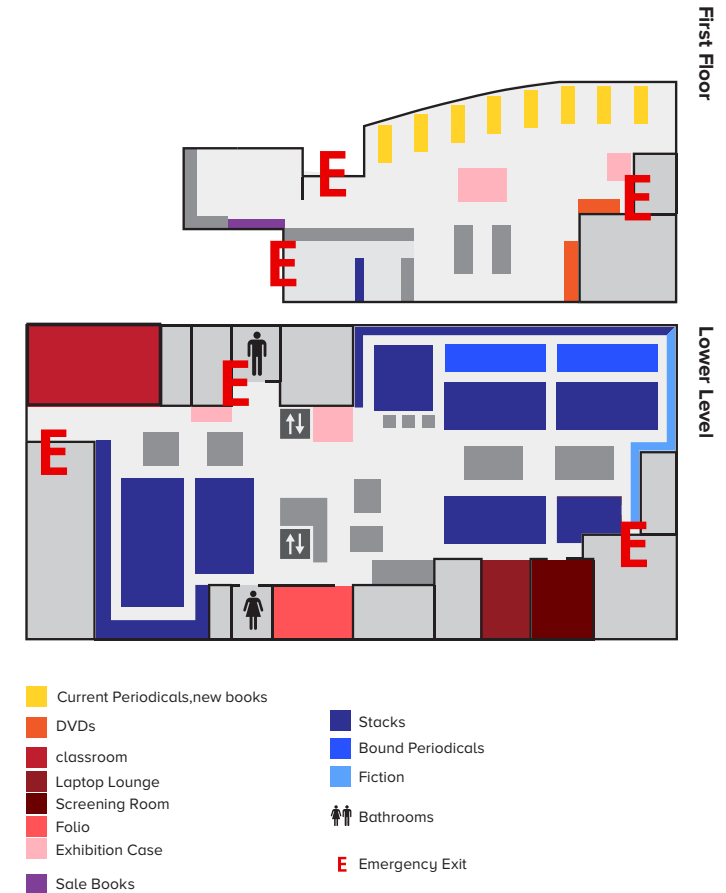 First Floor
E
E
E
Lower Level
E
E
E
Current Periodicals,new books
DVDs
classroom
Laptop Lounge
Screening Room
Folio
Exhibition Case
Sale Books
Stacks
Bound Periodicals
Fiction
Bathrooms
E Emergency Exit